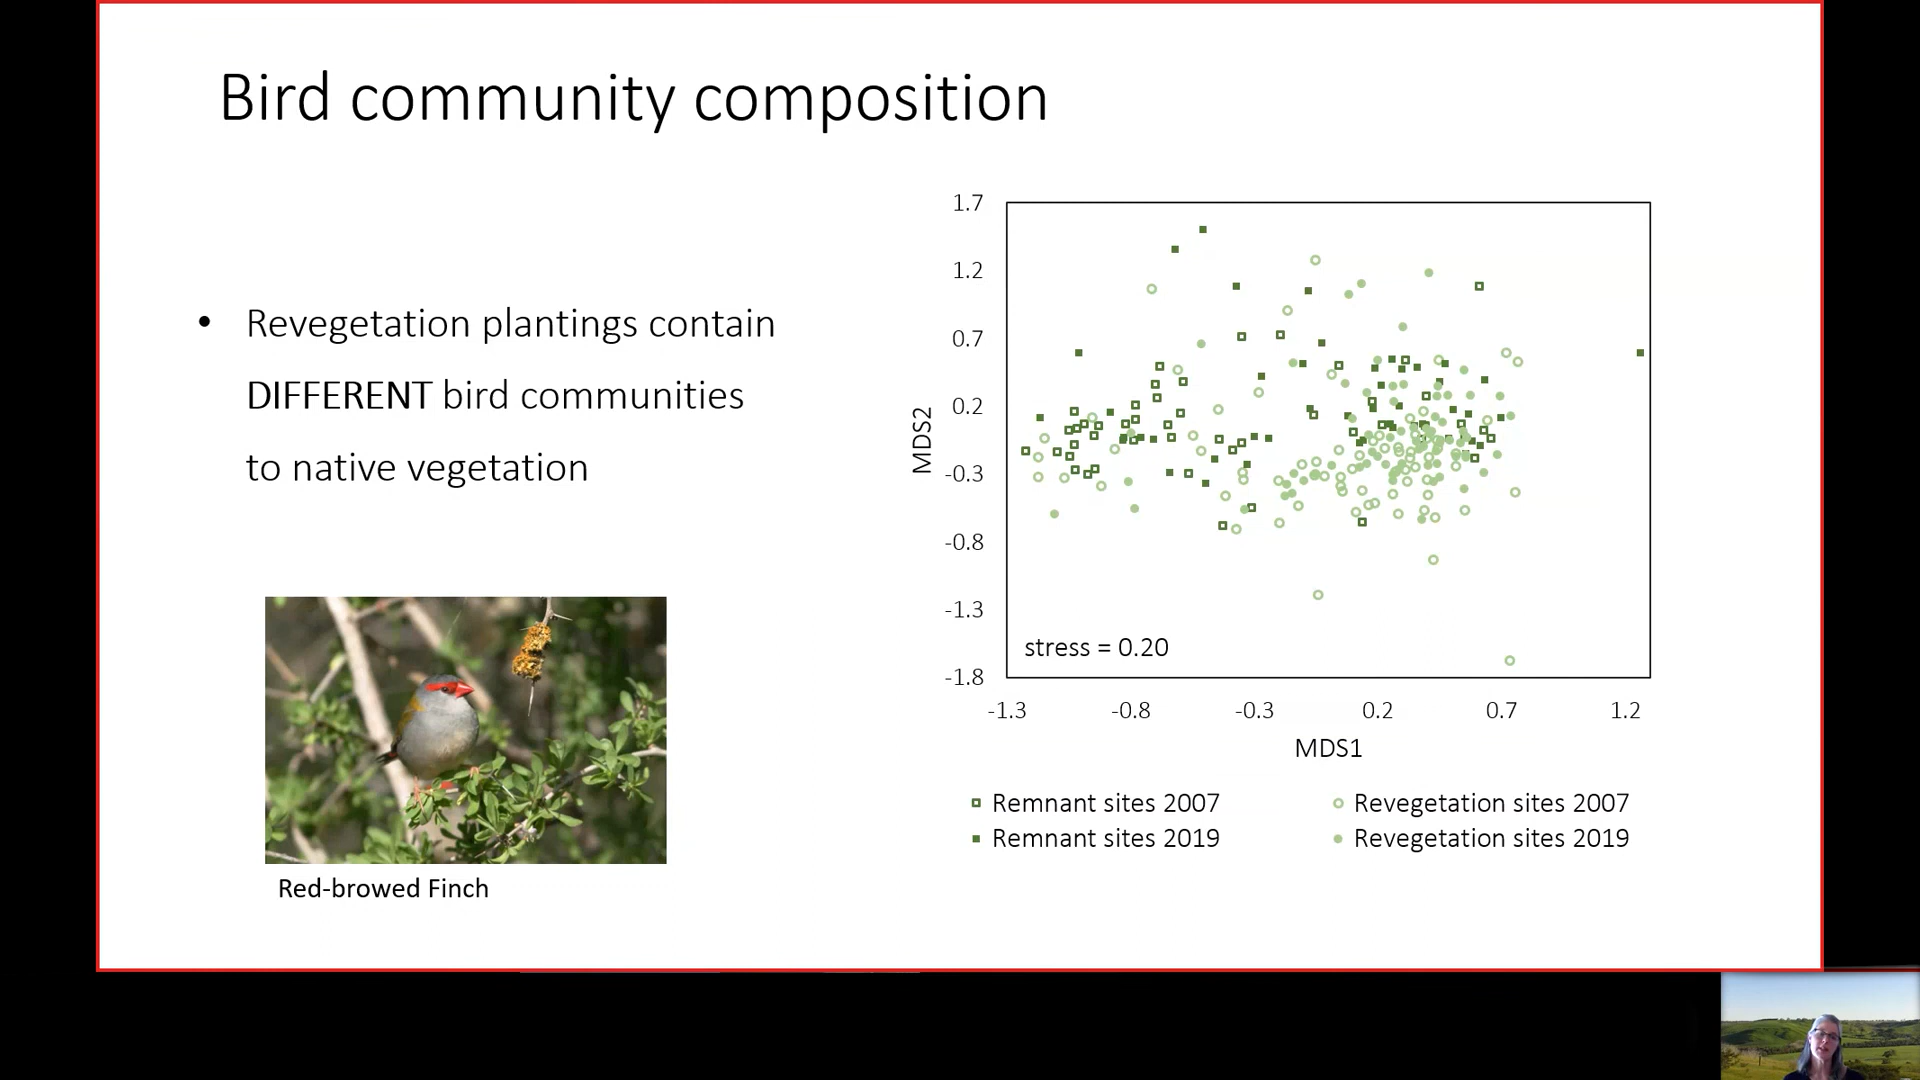 Bird community composition
• Revegetation plantings contain
DIFFERENT bird communities
to native vegetation
Red-browed Finch
1.7
1.2
0.7
0.2
-0.3
-0.8
-1.3
-1.8
MDS2
stress = 0.20
-1.3 -0.8 -0.3 0.2 0.7 1.2
MDS1
Remnant sites 2007 Revegetation sites 2007
Remnant sites 2019 Revegetation sites 2019